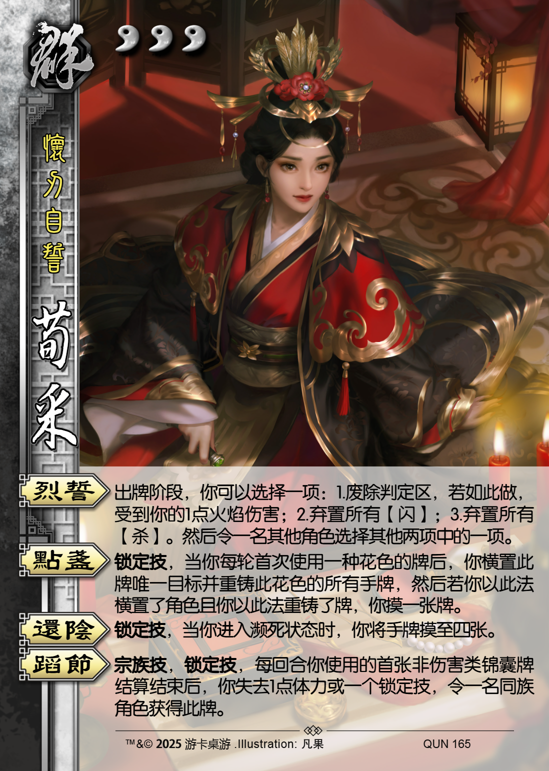 群
懷刃自誓
荀采
烈誓
出牌阶段，你可以选择一项：1.废除判定区，若如此做，
受到你的1点火焰伤害；2.弃置所有【闪】；3.弃置所有
【杀】。然后令一名其他角色选择其他两项中的一项。
點盞
锁定技，当你每轮首次使用一种花色的牌后，你横置此
牌唯一目标并重铸此花色的所有手牌，然后若你以此法
横置了角色且你以此法重铸了牌，你摸一张牌。
還陰
锁定技，当你进入濒死状态时，你将手牌摸至四张。
蹈節
宗族技，锁定技，每回合你使用的首张非伤害类锦囊牌
结算结束后，你失去1点体力或一个锁定技，令一名同族
角色获得此牌。
™&© 2025 游卡桌游 .Illustration: 凡果
QUN 165